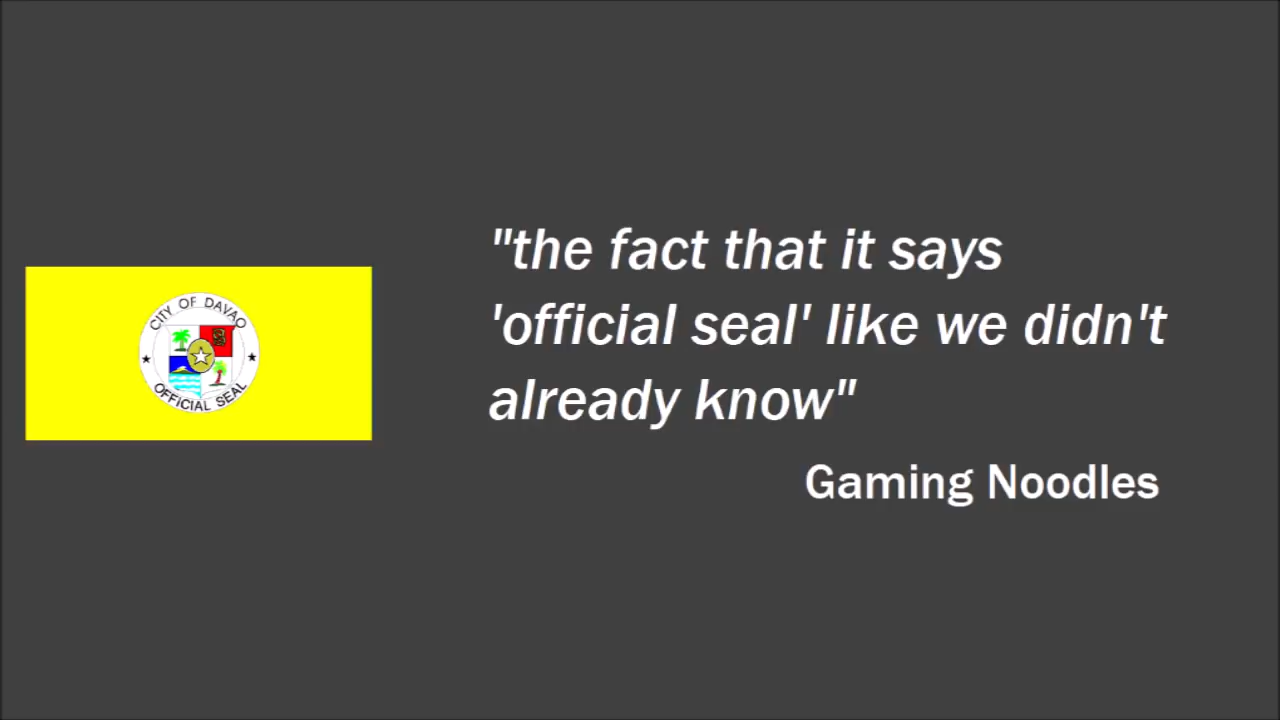 CITY OF DAVAO
OFFICIAL SEAL
"the fact that it says
'official seal' like we didn't
already know"
Gaming Noodles